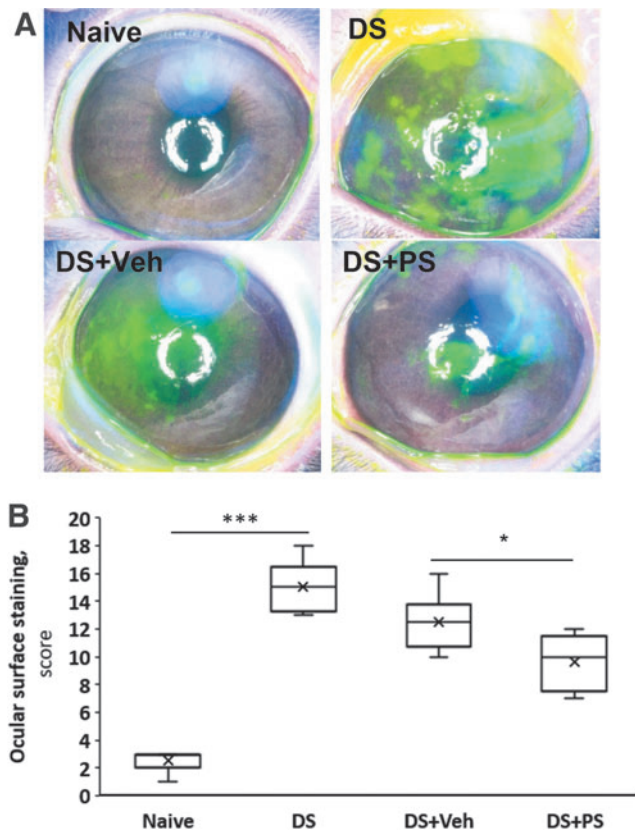 A
Naive
DS
DS+Veh
DS+PS
B
Ocular surface staining,
score
20
18
16
14
12
10
8
6
4
2
0
***
*
Naive
DS
DS+Veh
DS+PS